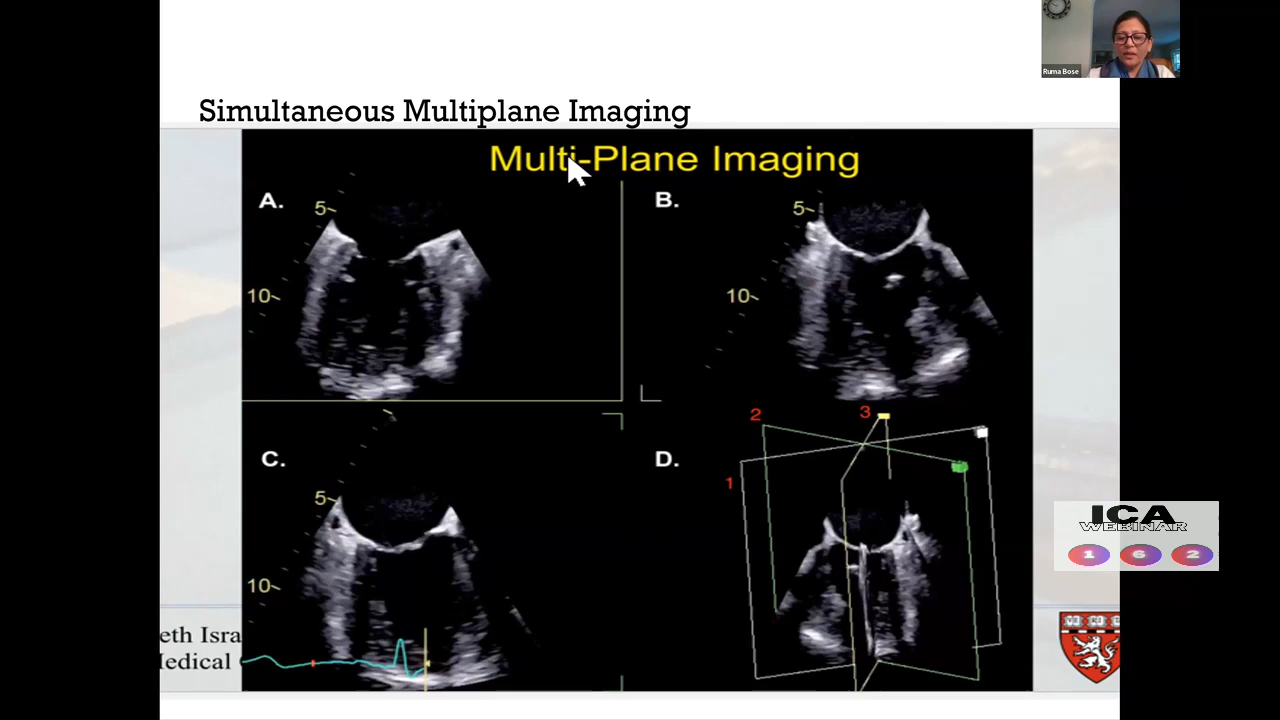 Ruma Bose
Simultaneous Multiplane Imaging
Multi-Plane Imaging
A.
B.
5
5
10
10
2
3
C.
D.
1
5
10
ICA
WEBINAR
1 6 2
eth Isra
Medical